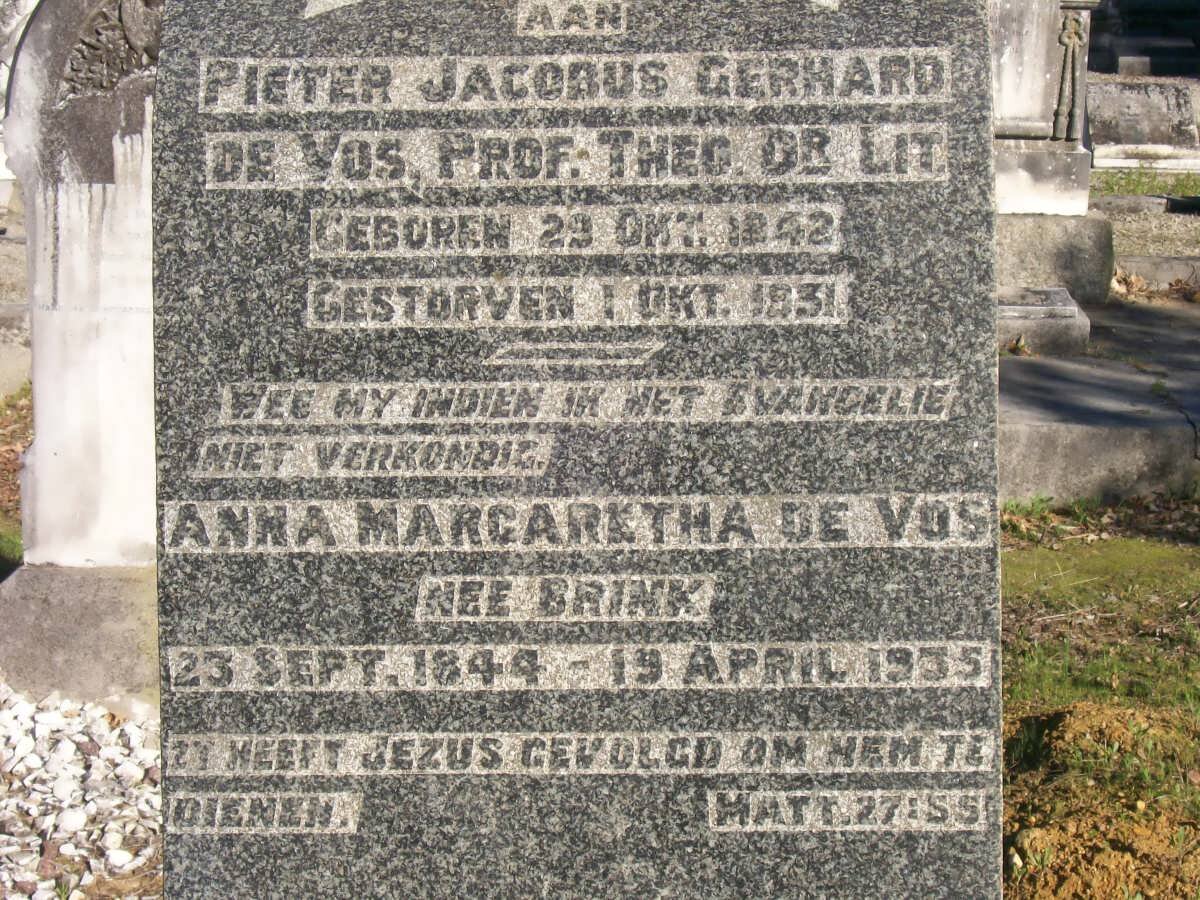 AAN
PIETER JACOBUS GERHARD
DE VOS, PROF. THEO. DR LIT
GEBOREN 29 OKT. 1842
GESTORVEN 1 OKT. 1931
WEE MY INDIEN IK HET EVANGELIE
NIET VERKONDIG.
ANNA MARGARETHA DE VOS
NEE BRINK
23 SEPT. 1844 - 19 APRIL 1935
ZY HEEFT JEZUS GEVOLGD OM HEM TE
DIENEN. MATT. 27:55